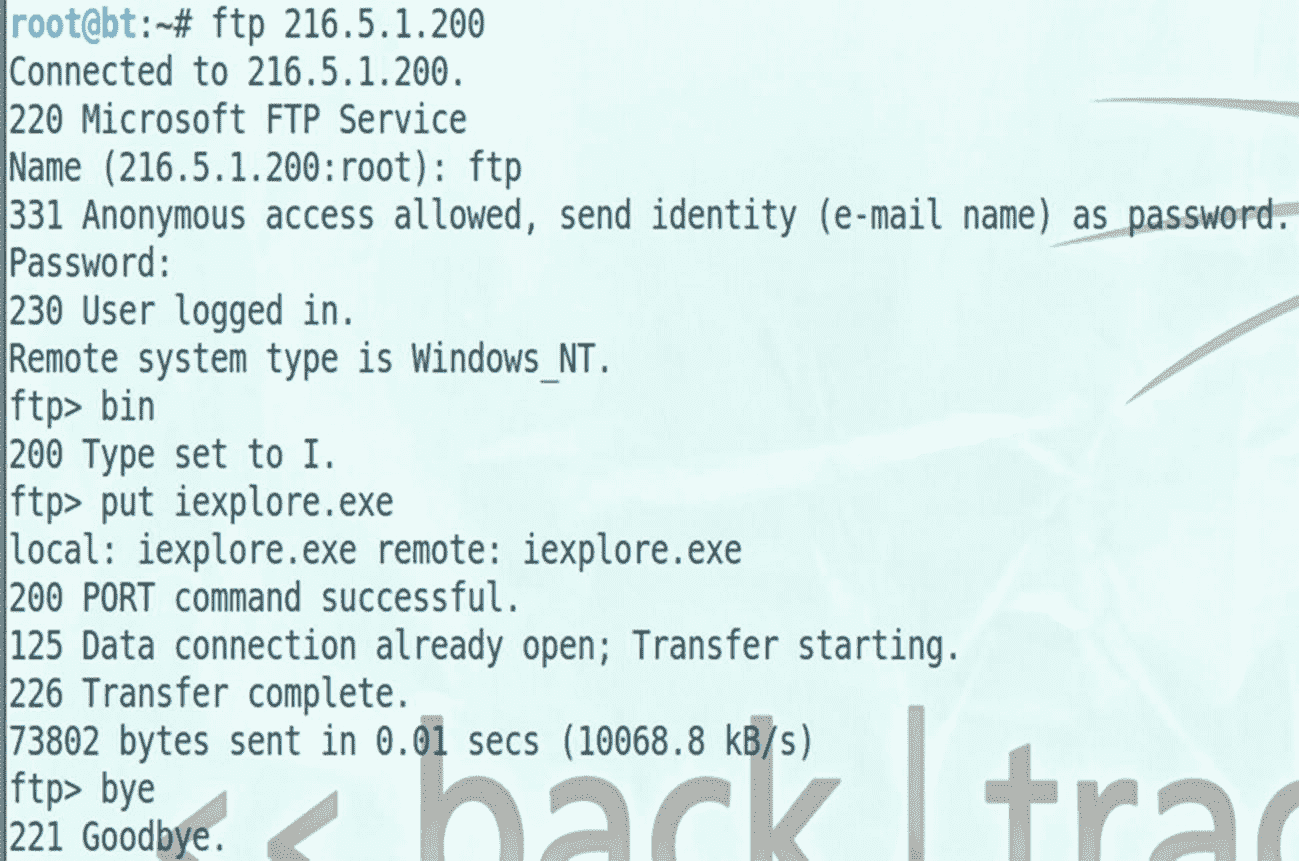 root@bt:~# ftp 216.5.1.200
Connected to 216.5.1.200.
220 Microsoft FTP Service
Name (216.5.1.200:root): ftp
331 Anonymous access allowed, send identity (e-mail name) as password.
Password:
230 User logged in.
Remote system type is Windows_NT.
ftp> bin
200 Type set to I.
ftp> put iexplore.exe
local: iexplore.exe remote: iexplore.exe
200 PORT command successful.
125 Data connection already open; Transfer starting.
226 Transfer complete.
73802 bytes sent in 0.01 secs (10068.8 kB/s)
ftp> bye
221 Goodbye.
<< back | trac